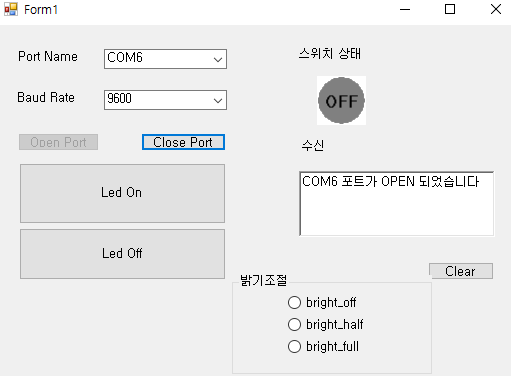 Form1
Port Name
COM6
Baud Rate
9600
Open Port
Close Port
Led On
Led Off
스위치 상태
OFF
수신
COM6 포트가 OPEN 되었습니다
Clear
밝기조절
bright_off
bright_half
bright_full